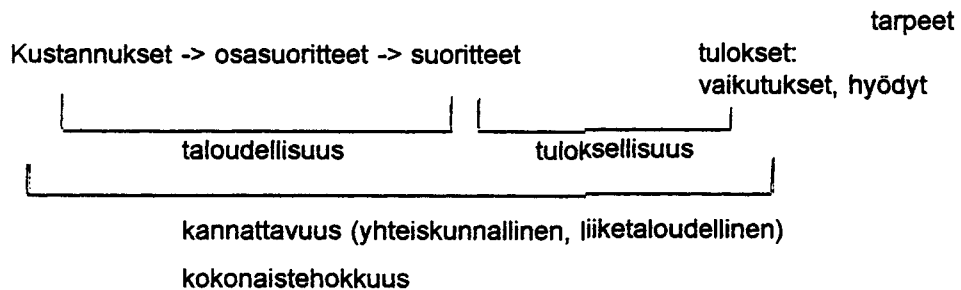 tarpeet
Kustannukset -> osasuoritteet -> suoritteet tulokset:
vaikutukset, hyödyt
taloudellisuus tuloksellisuus
kannattavuus (yhteiskunnallinen, liiketaloudellinen)
kokonaistehokkuus